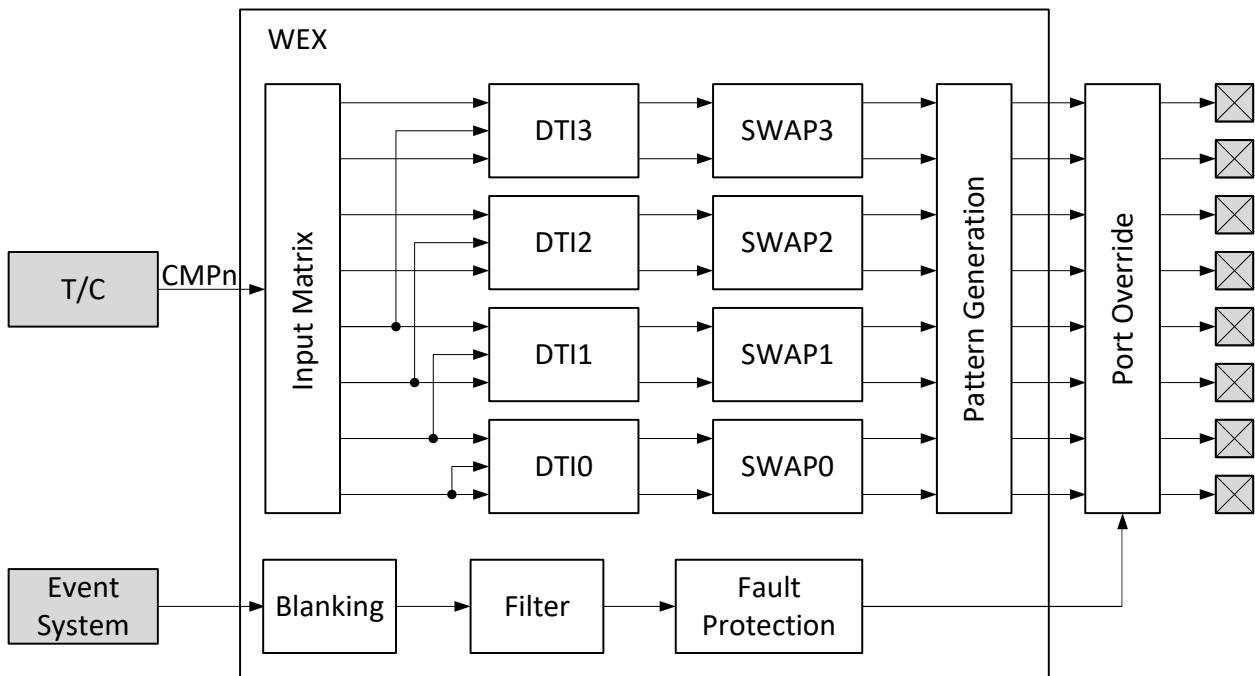 WEX
DTI3
SWAP3
DTI2
SWAP2
T/C
CMPn
Input Matrix
DTI1
SWAP1
Pattern Generation
Port Override
DTI0
SWAP0
Event
System
Blanking
Filter
Fault
Protection